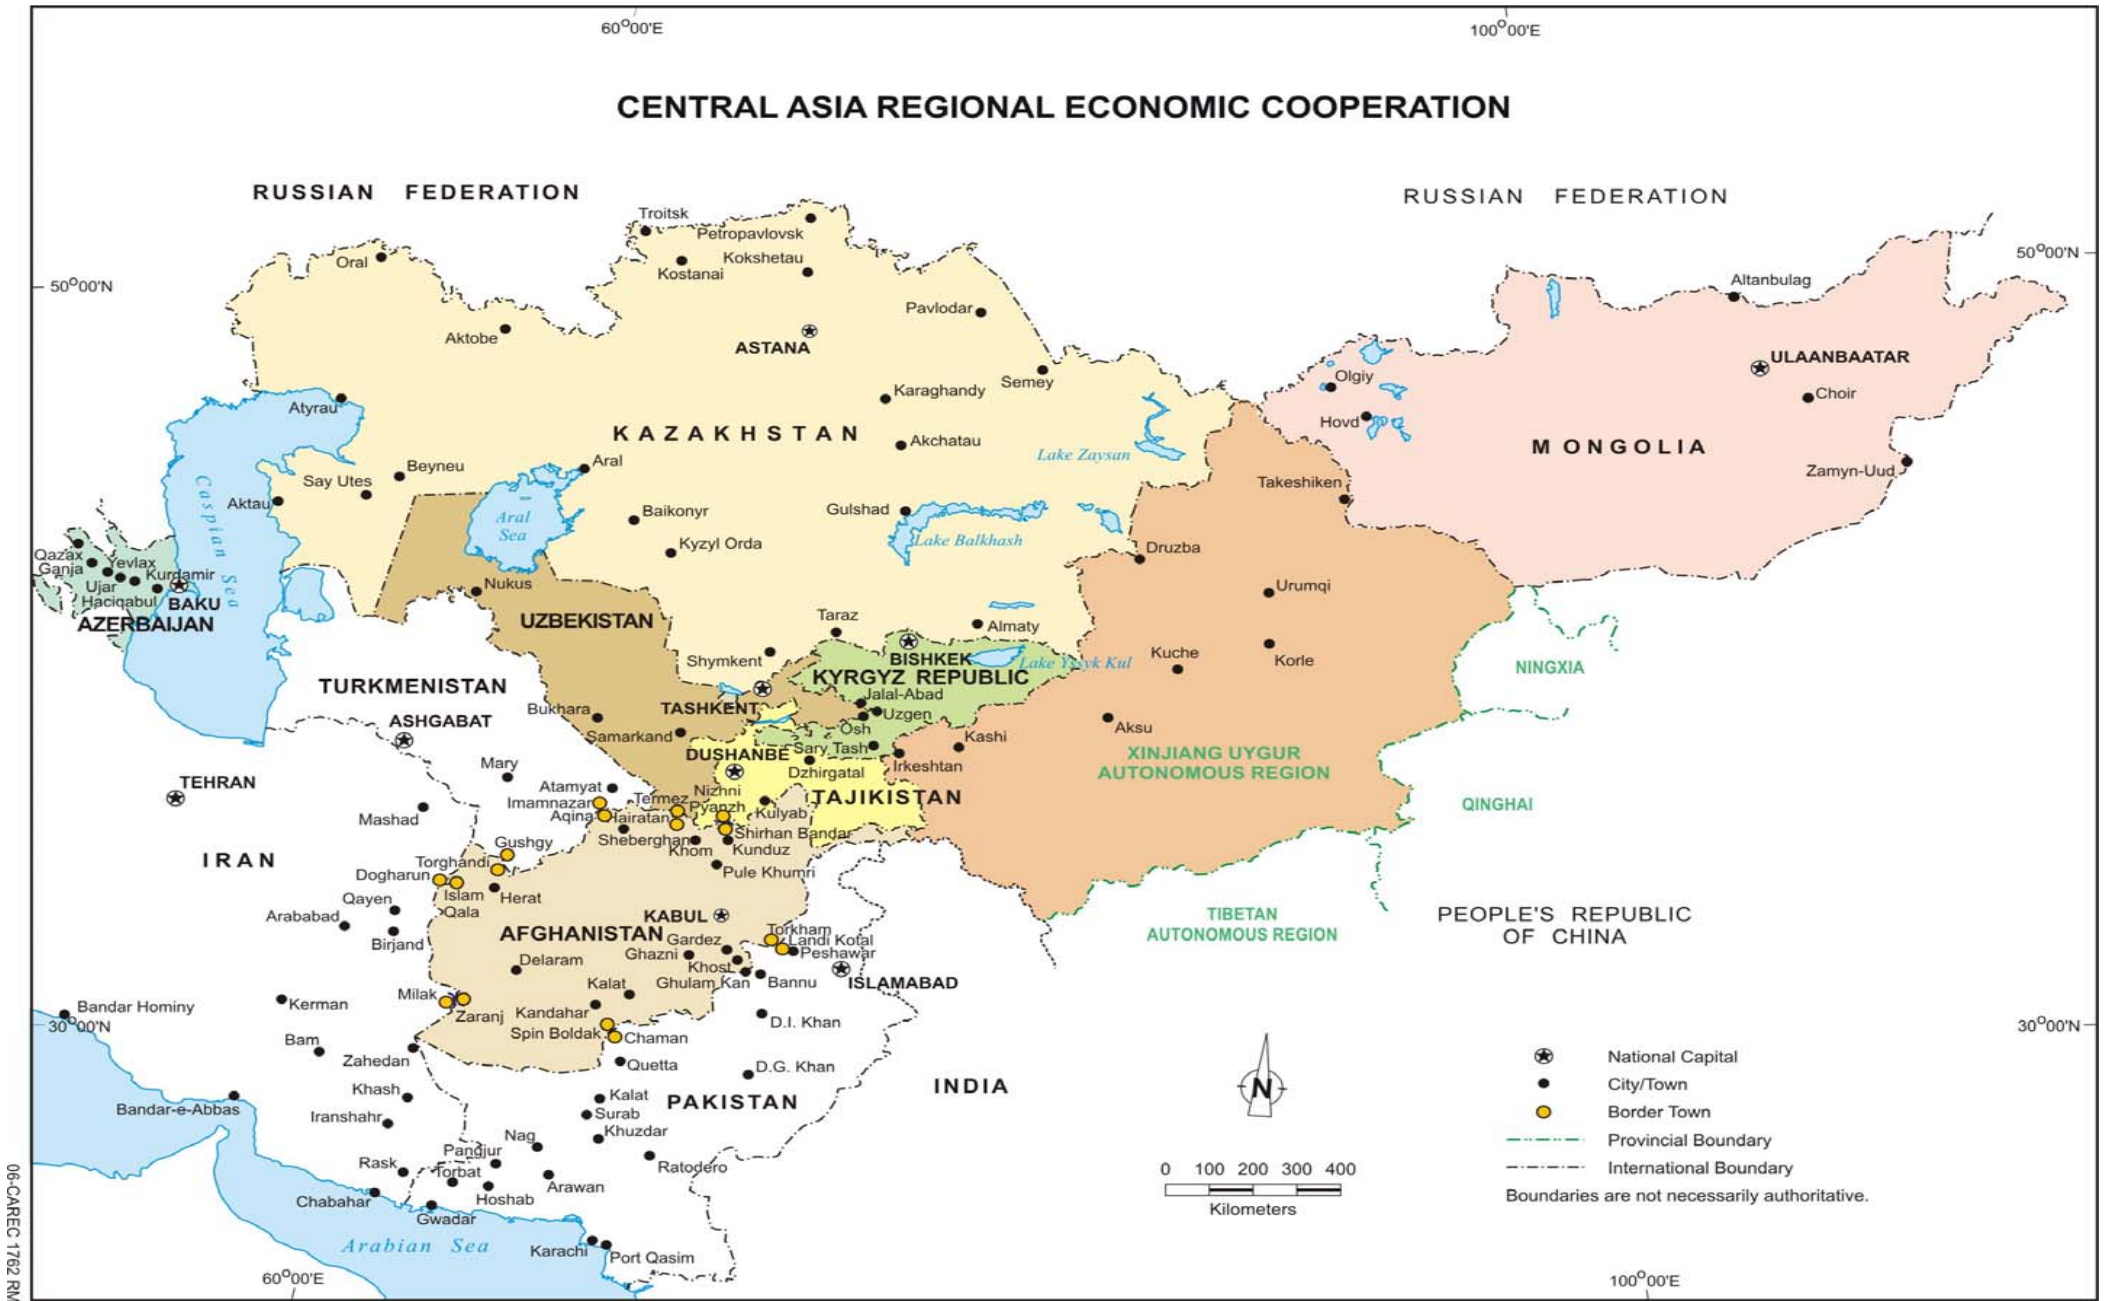 60°00'E
100°00'E
CENTRAL ASIA REGIONAL ECONOMIC COOPERATION
RUSSIAN FEDERATION
RUSSIAN FEDERATION
Troitsk
Petropavlovsk
Oral
Kostanai
Kokshetau
50°00'N
50°00'N
Altanbulag
Pavlodar
Aktobe
ASTANA
ULAANBAATAR
Semey
Olgiy
Karaghandy
Choir
Atyrau
Hovd
KAZAKHSTAN
Akchatau
MONGOLIA
Lake Zaysan
Aral
Beyneu
Say Utes
Zamyn-Uud
Takeshiken
Caspian Sea
Aktau
Aral
Sea
Baikonyr
Gulshad
Lake Balkhash
Kyzyl Orda
Druzba
Qazax
Ganja
Yevlax
Kurdamir
Ujar
Haciqabul
BAKU
AZERBAIJAN
Nukus
Urumqi
UZBEKISTAN
Taraz
Almaty
Shymkent
BISHKEK
Lake Yssyk Kul
Kuche
Korle
NINGXIA
KYRGYZ REPUBLIC
TURKMENISTAN
Jalal-Abad
Bukhara
TASHKENT
Uzgen
ASHGABAT
Osh
Aksu
Samarkand
Kashi
Sary Tash
DUSHANBE
XINJIANG UYGUR
AUTONOMOUS REGION
Irkeshtan
Dzhirgatal
Mary
TEHRAN
Atamyat
Nizhni
Pyanzh
TAJIKISTAN
Imamnazar
Termez
QINGHAI
Aqina
Hairatan
Kulyab
Mashad
Shirhan Bandar
Sheberghan
Khom
Kunduz
Gushgy
IRAN
Torghandi
Pule Khumri
Dogharun
Islam
Qala
Herat
Qayen
Arababad
KABUL
TIBETAN
AUTONOMOUS REGION
PEOPLE'S REPUBLIC
OF CHINA
Birjand
AFGHANISTAN
Torkham
Gardez
Landi Kotal
Ghazni
Peshawar
Delaram
Khost
Ghulam Kan
Bannu
ISLAMABAD
Kalat
Milak
Kerman
Bandar Hominy
Zaranj
Kandahar
D.I. Khan
30°00'N
30°00'N
Spin Boldak
Chaman
Bam
Zahedan
Quetta
D.G. Khan
National Capital
N
INDIA
City/Town
Khash
Kalat
PAKISTAN
Bandar-e-Abbas
Surab
Border Town
Iranshahr
Khuzdar
Nag
Provincial Boundary
Pangjur
Rask
Torbat
Ratodero
0 100 200 300 400
Kilometers
International Boundary
Arawan
Chabahar
Hoshab
Boundaries are not necessarily authoritative.
Gwadar
Arabian Sea
Karachi
Port Qasim
60°00'E
100°00'E
06-CAREC 1762 RM